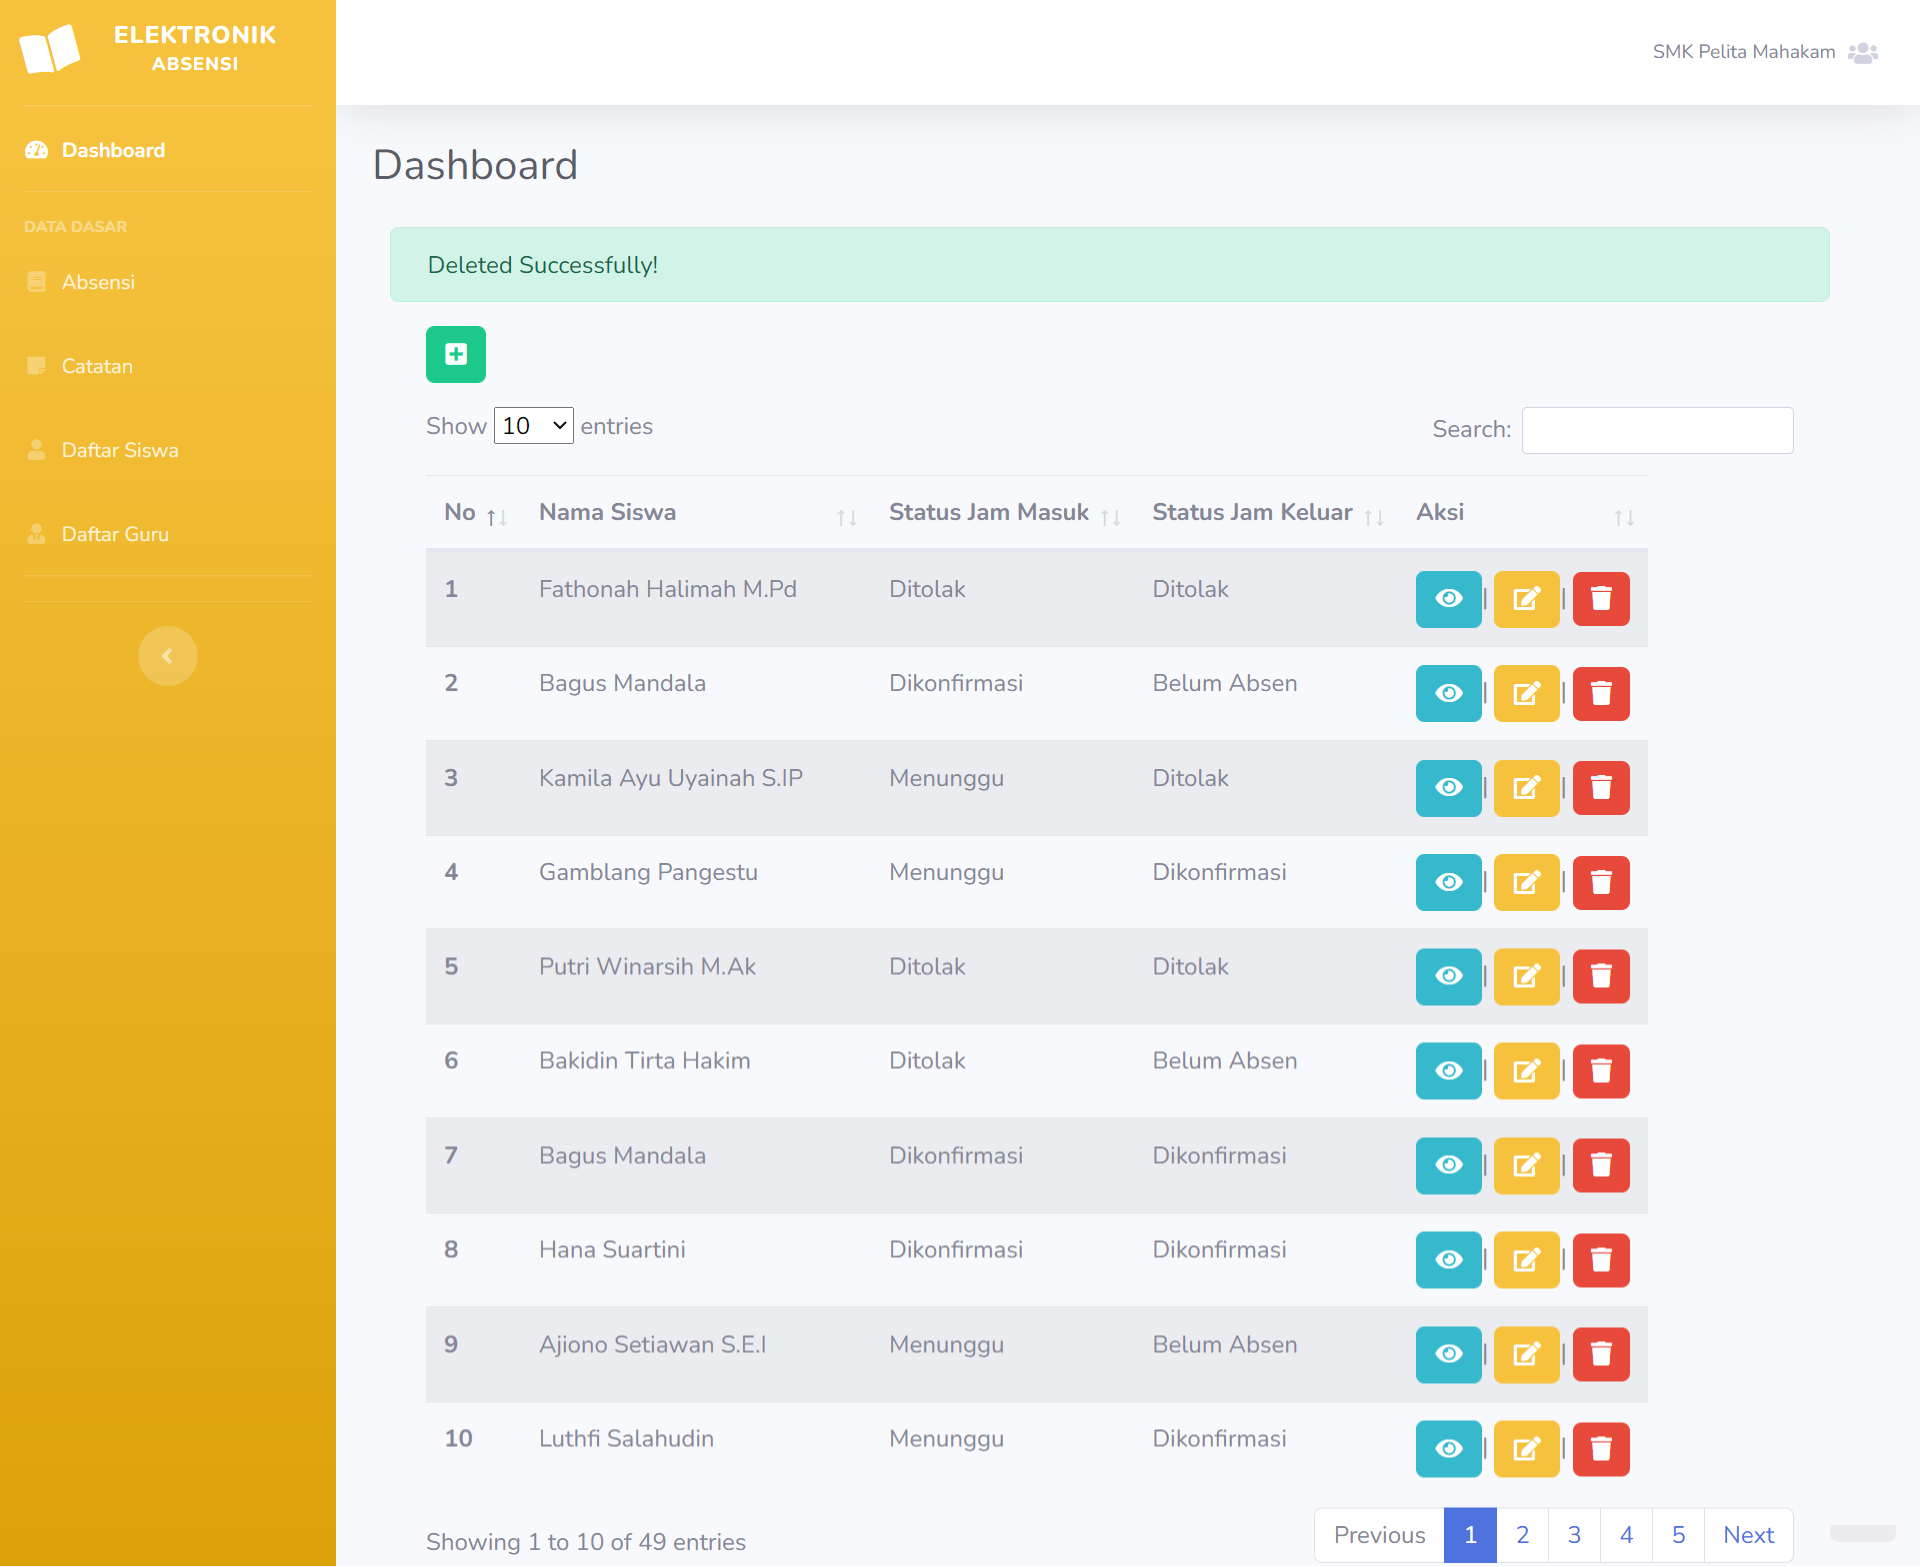 ELEKTRONIK
ABSENSI
SMK Pelita Mahakam
Dashboard
DATA DASAR
Absensi
Catatan
Daftar Siswa
Daftar Guru
Dashboard
Deleted Successfully!
Show 10 entries
Search:
No Nama Siswa Status Jam Masuk Status Jam Keluar Aksi
1 Fathonah Halimah M.Pd Ditolak Ditolak | |
2 Bagus Mandala Dikonfirmasi Belum Absen | |
3 Kamila Ayu Uyainah S.IP Menunggu Ditolak | |
4 Gamblang Pangestu Menunggu Dikonfirmasi | |
5 Putri Winarsih M.Ak Ditolak Ditolak | |
6 Bakidin Tirta Hakim Ditolak Belum Absen | |
7 Bagus Mandala Dikonfirmasi Dikonfirmasi | |
8 Hana Suartini Dikonfirmasi Dikonfirmasi | |
9 Ajiono Setiawan S.E.I Menunggu Belum Absen | |
10 Luthfi Salahudin Menunggu Dikonfirmasi | |
Showing 1 to 10 of 49 entries
Previous 1 2 3 4 5 Next